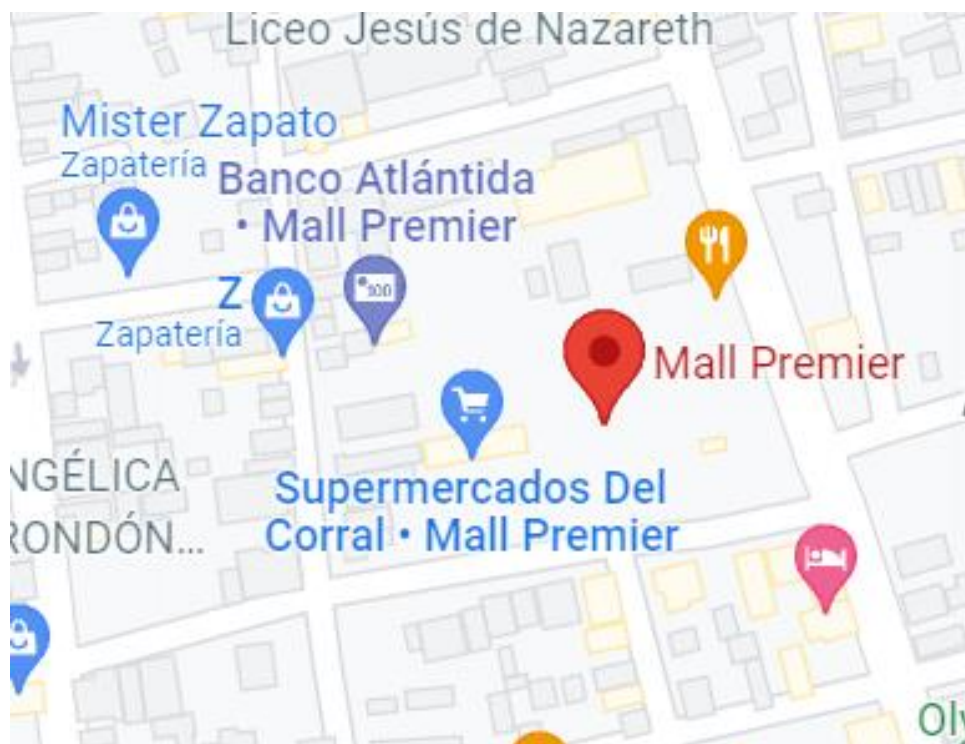 Liceo Jesús de Nazareth
Mister Zapato
Zapatería
Banco Atlántida
• Mall Premier
Z
Zapatería
Mall Premier
Supermercados Del
Corral • Mall Premier
NGÉLICA
RONDÓN...
Oly